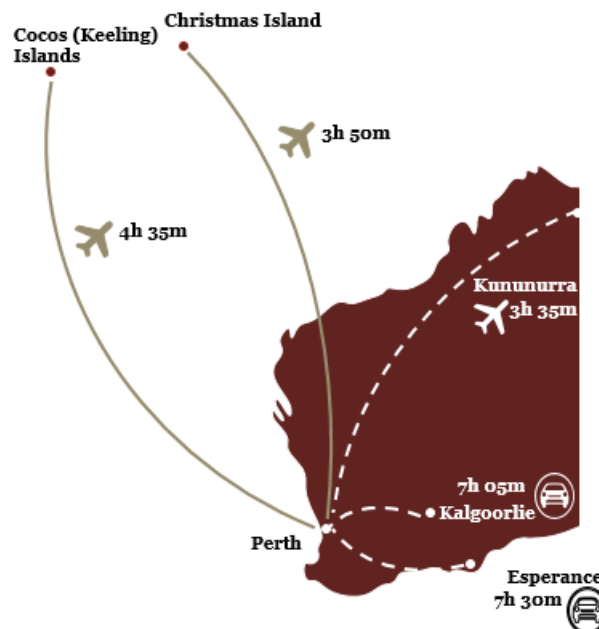 Christmas Island
Cocos (Keeling)
Islands
3h 50m
4h 35m
Kununurra
3h 35m
7h 05m
Kalgoorlie
Perth
Esperance
7h 30m